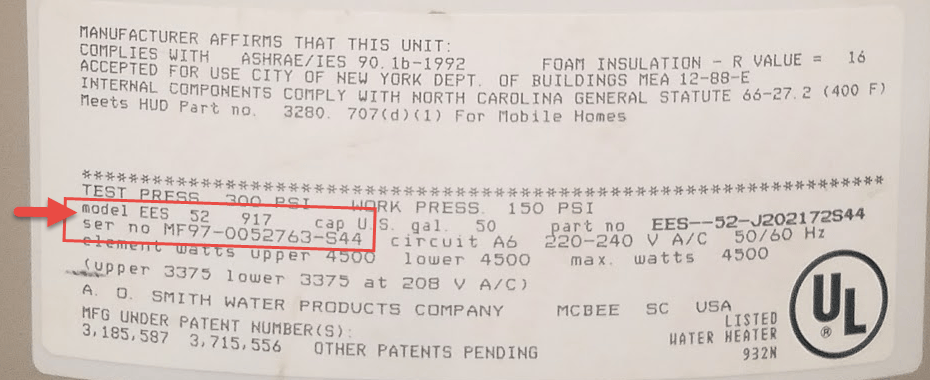 MANUFACTURER AFFIRMS THAT THIS UNIT:
COMPLIES WITH ASHRAE/IES 90.1b-1992 FOAM INSULATION - R VALUE = 16
ACCEPTED FOR USE CITY OF NEW YORK DEPT. OF BUILDINGS MEA 12-88-E
INTERNAL COMPONENTS COMPLY WITH NORTH CAROLINA GENERAL STATUTE 66-27.2 (400 F)
Meets HUD Part no. 3280. 707(d)(1) For Mobile Homes
********************************************************************************
TEST PRESS. 300 PSI WORK PRESS. 150 PSI
model EES 52 917 cap U.S. gal. 50 part no EES--52-J202172S44
ser no MF97-0052763-S44 circuit A6 220-240 V A/C 50/60 Hz
element watts upper 4500 lower 4500 max. watts 4500
(upper 3375 lower 3375 at 208 V A/C)
A. O. SMITH WATER PRODUCTS COMPANY MCBEE SC USA
MFG UNDER PATENT NUMBER(S):
3,185,587 3,715,556 OTHER PATENTS PENDING
UL
®
LISTED
WATER HEATER
932N